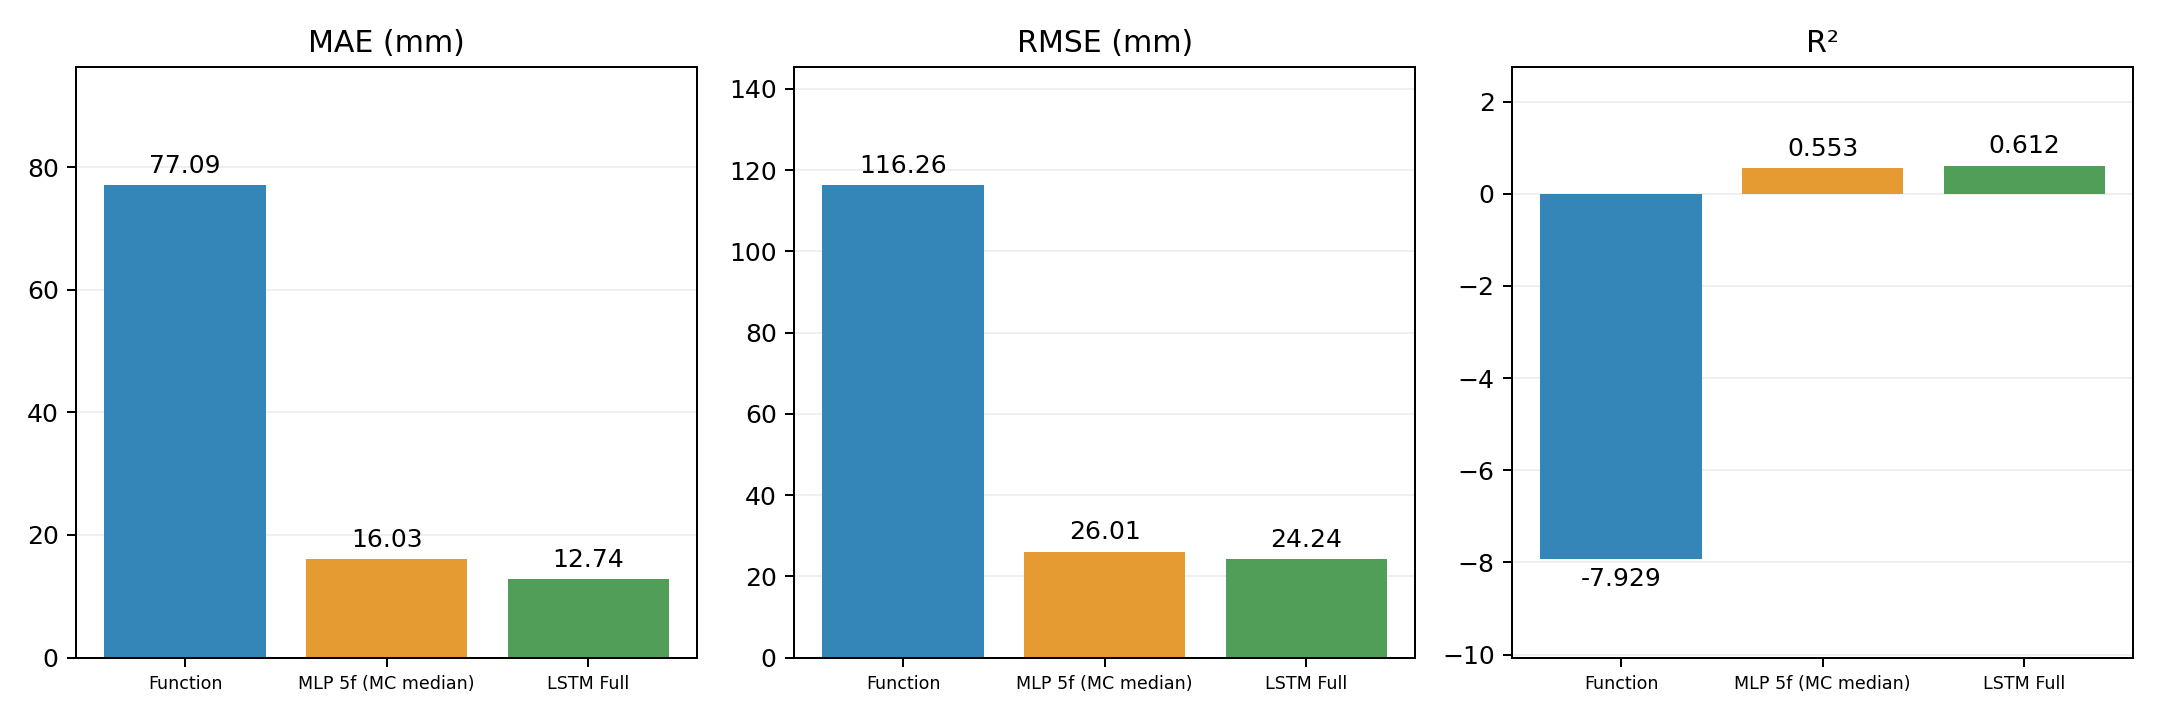 MAE (mm)
80
60
40
20
0
77.09
16.03
12.74
Function
MLP 5f (MC median)
LSTM Full
RMSE (mm)
140
120
100
80
60
40
20
0
116.26
26.01
24.24
Function
MLP 5f (MC median)
LSTM Full
R²
2
0
−2
−4
−6
−8
−10
-7.929
0.553
0.612
Function
MLP 5f (MC median)
LSTM Full